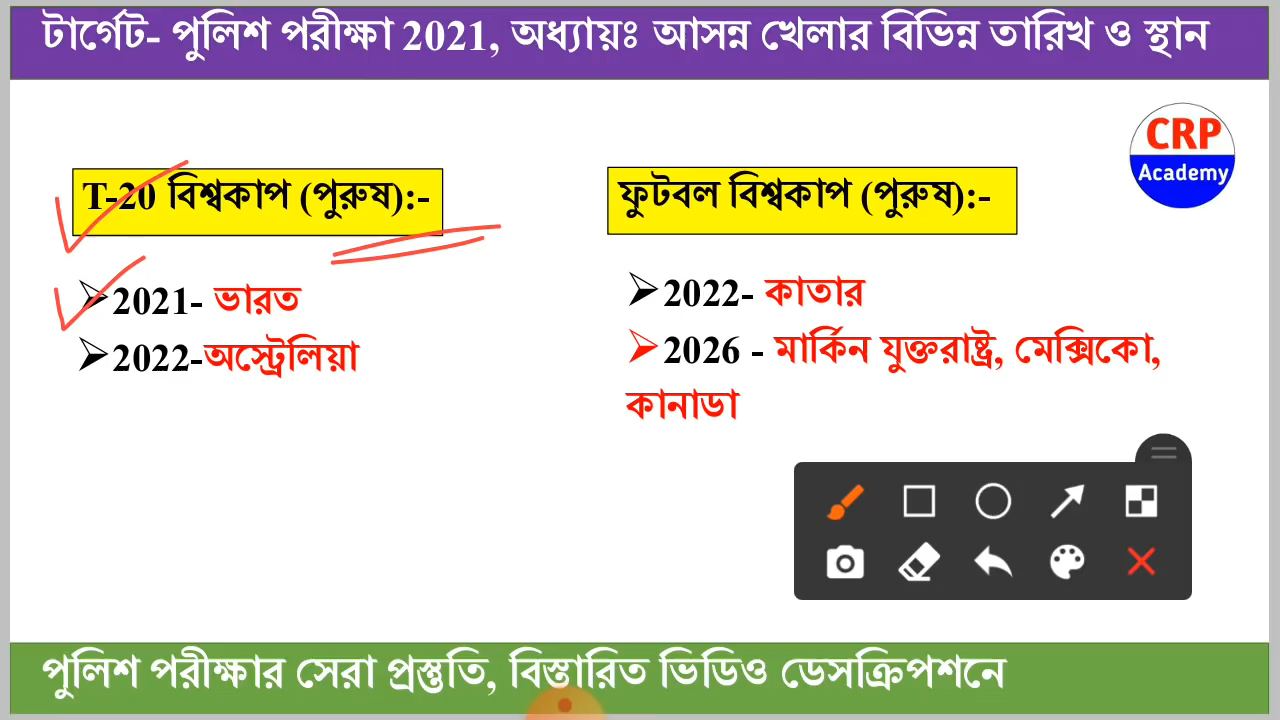 টার্গেট- পুলিশ পরীক্ষা 2021, অধ্যায়ঃ আসন্ন খেলার বিভিন্ন তারিখ ও স্থান
CRP
Academy
T-20 বিশ্বকাপ (পুরুষ):-
2021- ভারত
2022-অস্ট্রেলিয়া
ফুটবল বিশ্বকাপ (পুরুষ):-
2022- কাতার
2026 - মার্কিন যুক্তরাষ্ট্র, মেক্সিকো,
কানাডা
পুলিশ পরীক্ষার সেরা প্রস্তুতি, বিস্তারিত ভিডিও ডেসক্রিপশনে